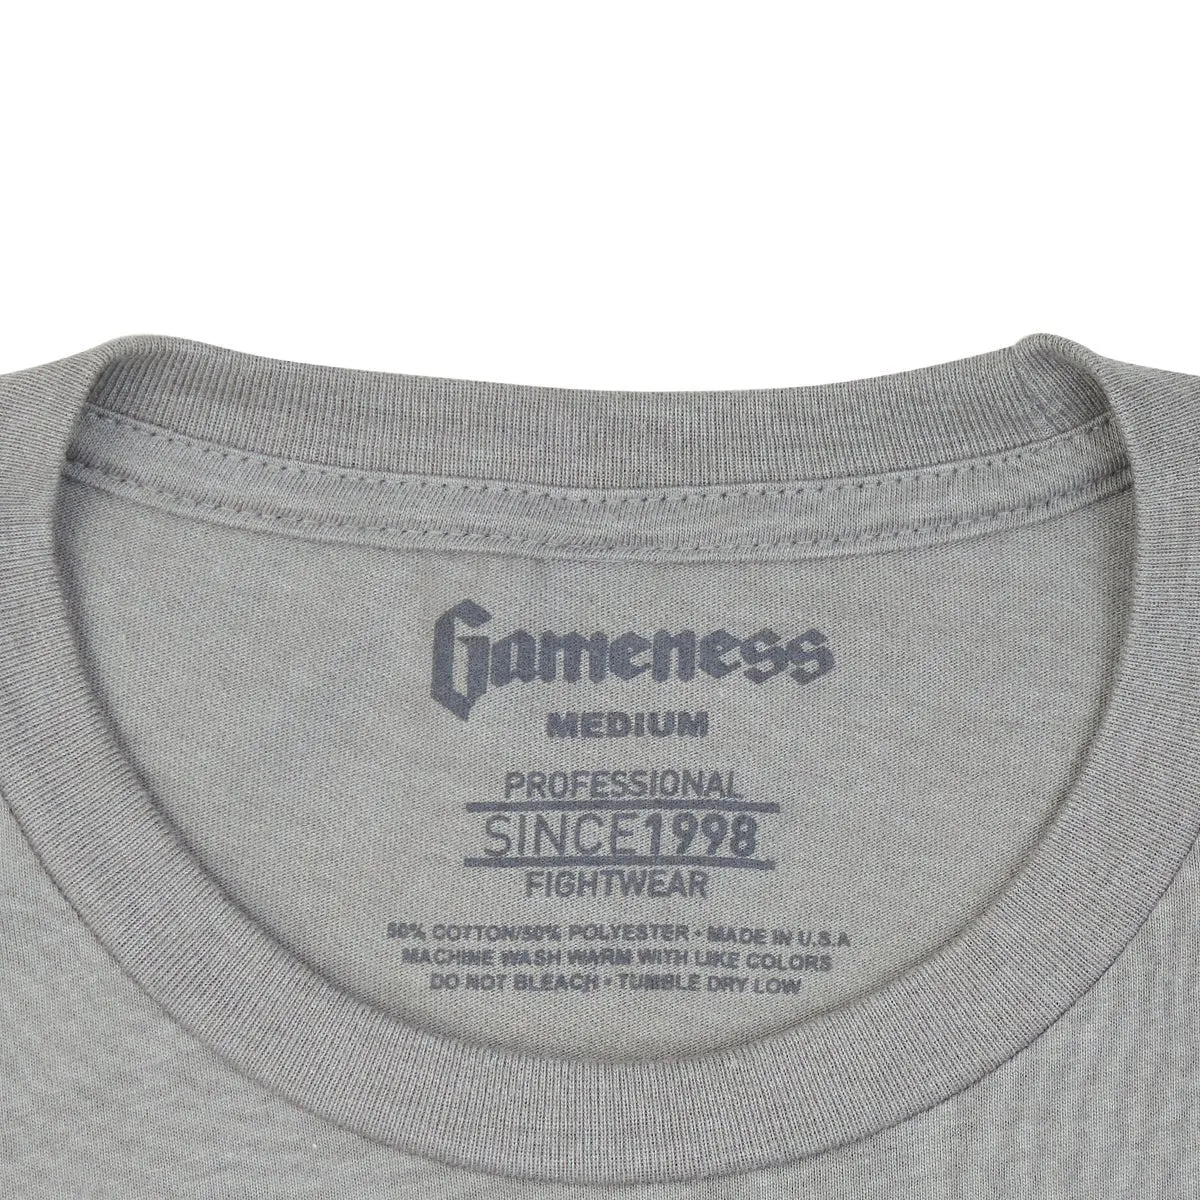 Gameness
MEDIUM
PROFESSIONAL
SINCE1998
FIGHTWEAR
50% COTTON/50% POLYESTER • MADE IN U.S.A
MACHINE WASH WARM WITH LIKE COLORS
DO NOT BLEACH • TUMBLE DRY LOW